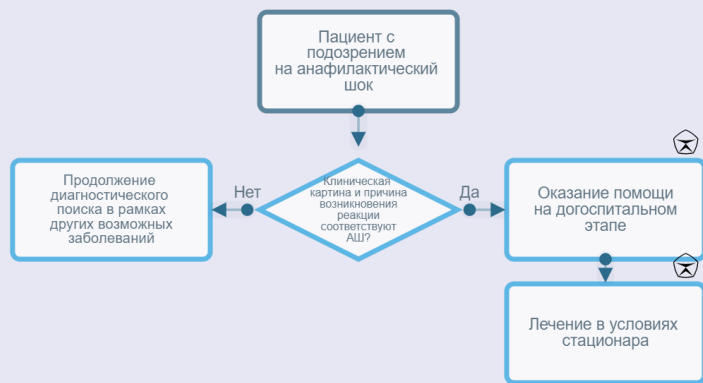 Пациент с
подозрением
на анафилактический
шок
Продолжение
диагностического
поиска в рамках
других возможных
заболеваний
Нет
Клиническая
картина и причина
возникновения
реакции
соответствуют
АШ?
Да
Оказание помощи
на догоспитальном
этапе
Лечение в условиях
стационара